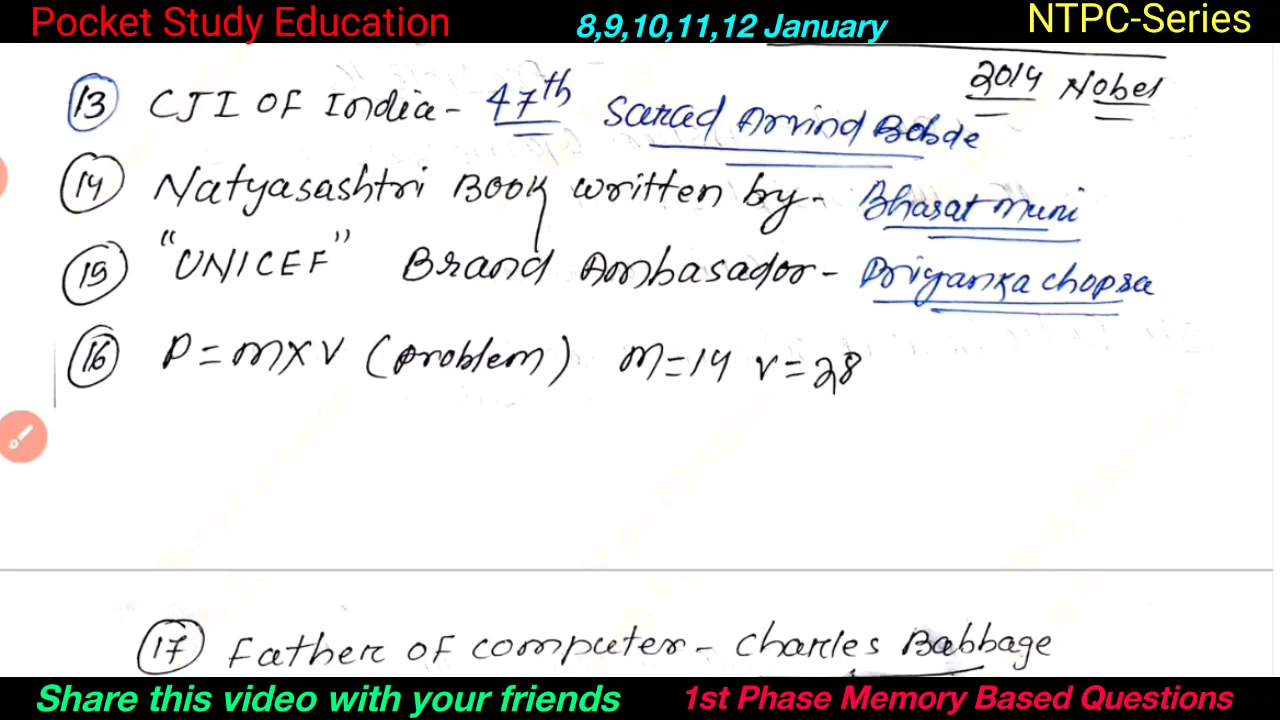 Pocket Study Education
8,9,10,11,12 January
NTPC-Series
2014 Nobel
13 CJI OF India - 47th Sarad Arvind Bobde
14 Natyasashtri Book written by - Bharat muni
15 "UNICEF" Brand Ambasador - Priyanka chopra
16 P = m x v (problem) m = 14 v = 28
17 Father OF computer - Charles Babbage
Share this video with your friends
1st Phase Memory Based Questions